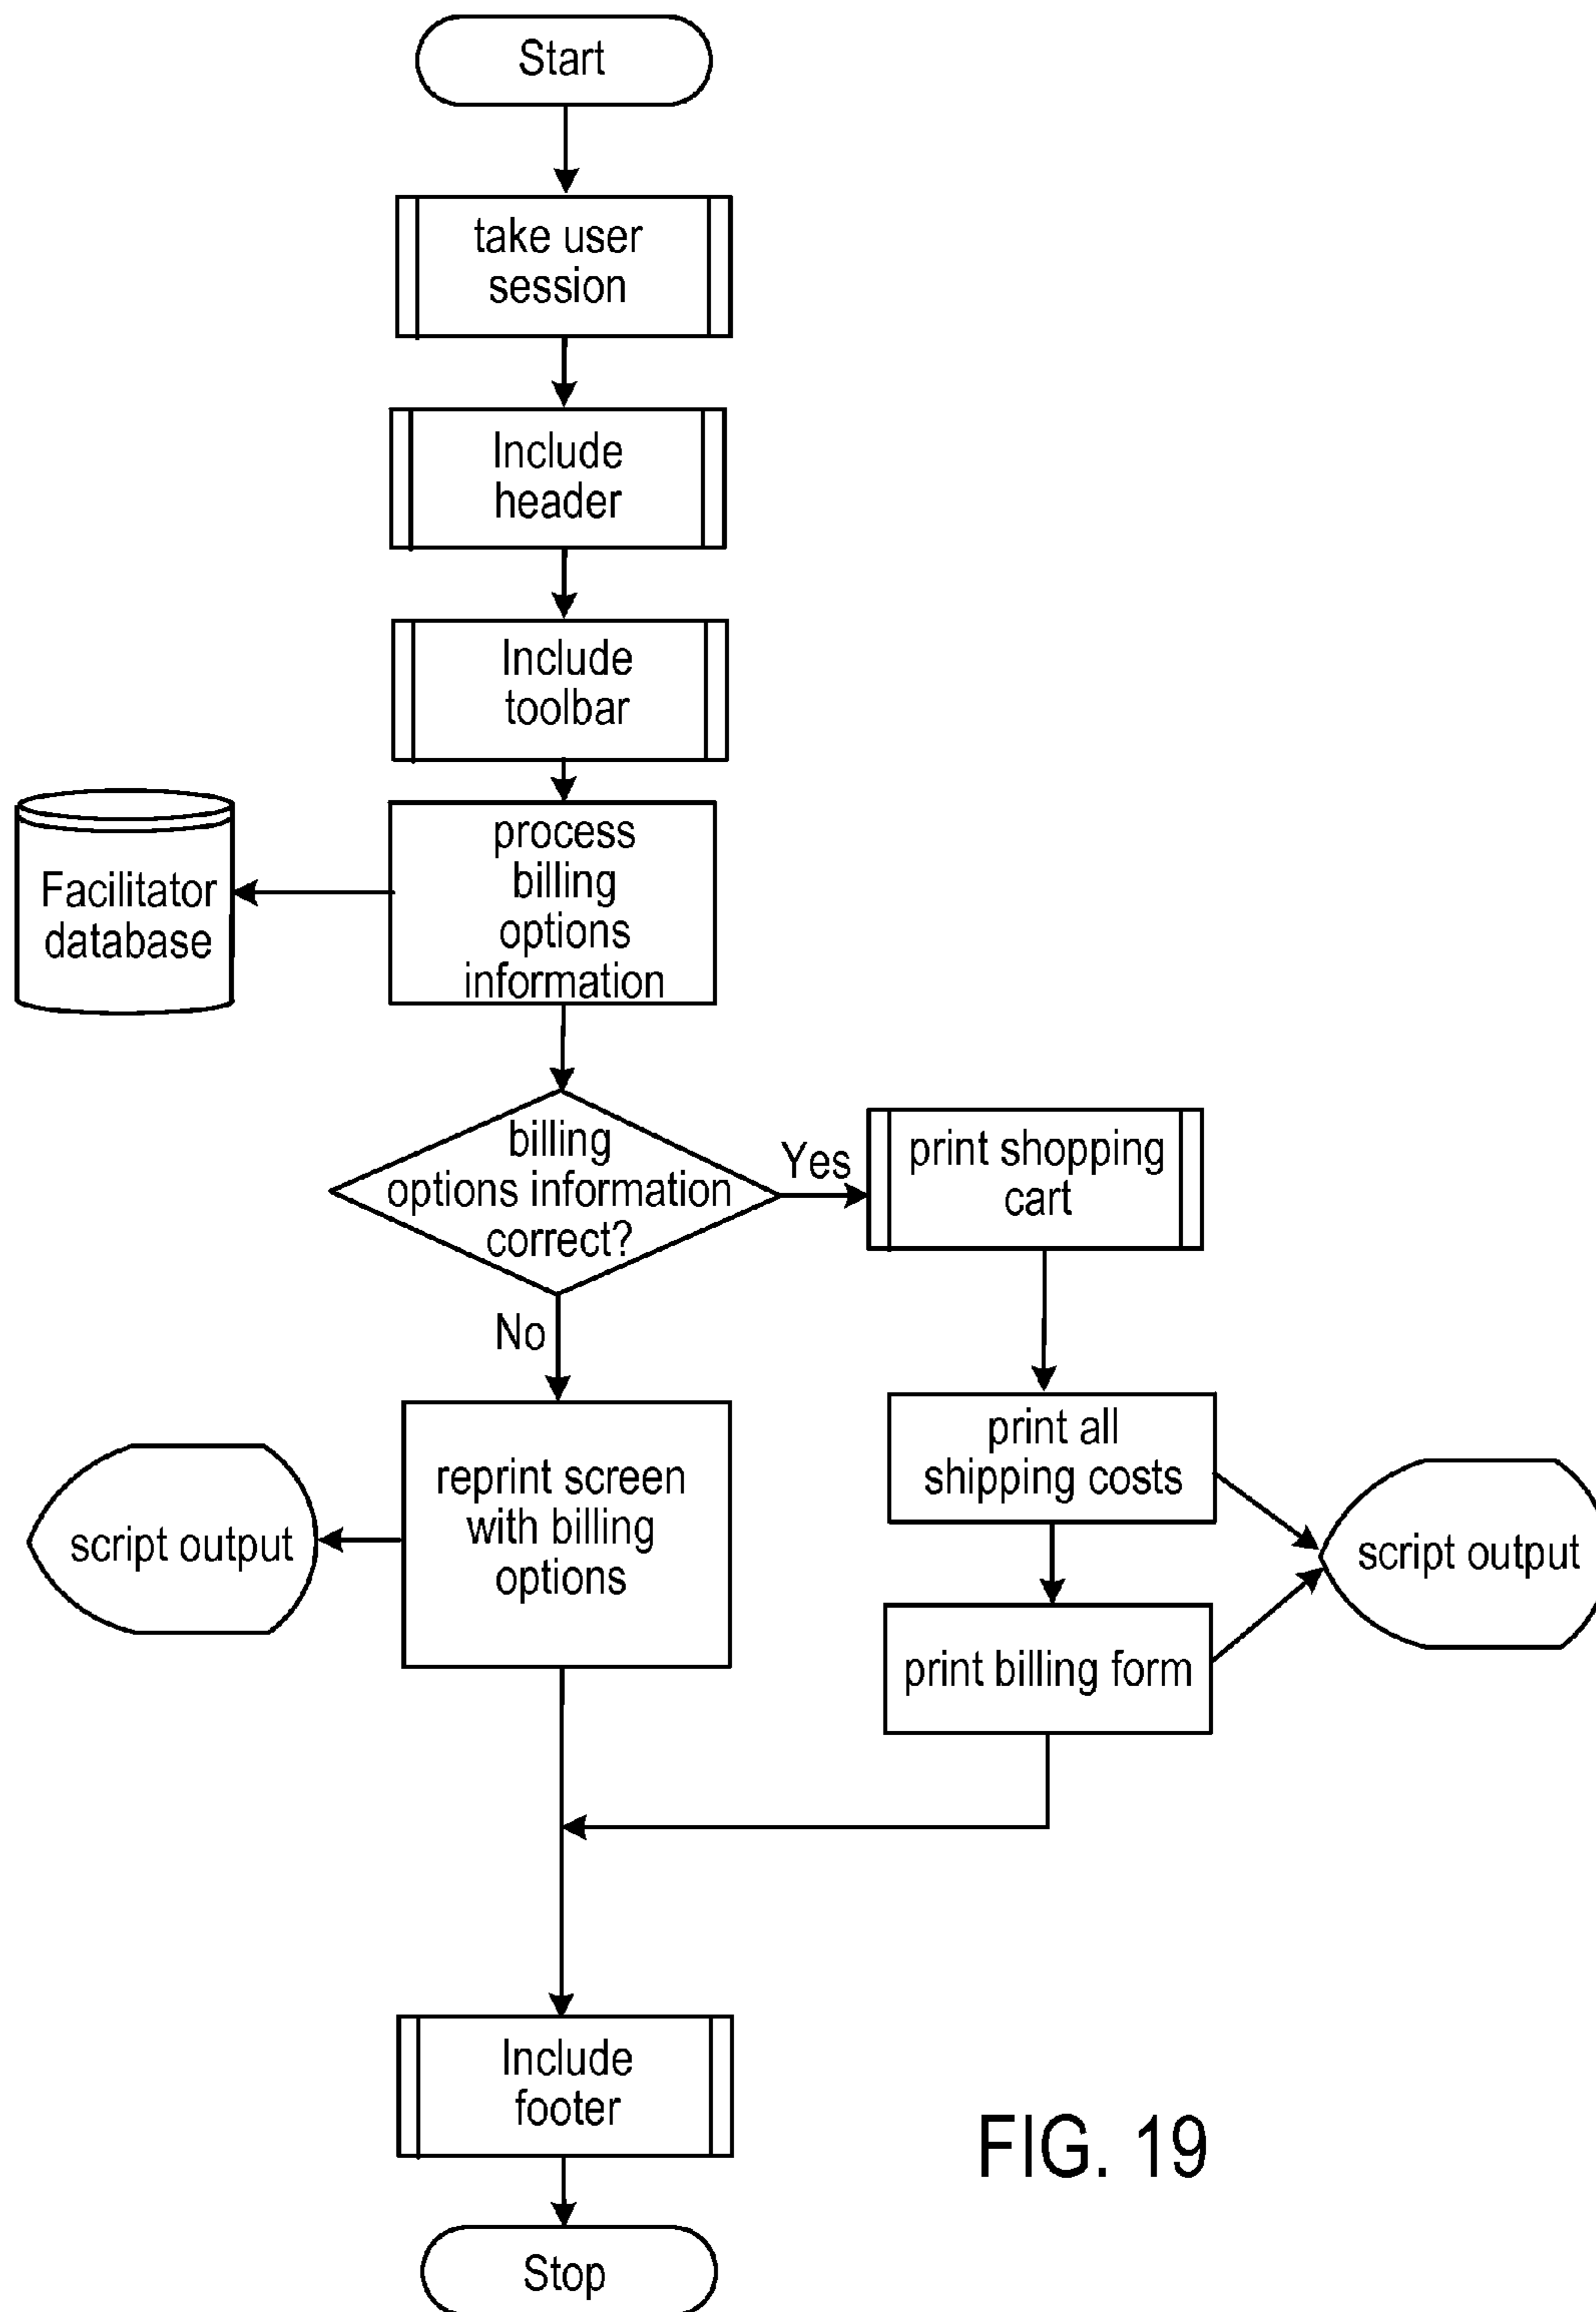 Start
take user
session
Include
header
Include
toolbar
process
billing
options
information
Facilitator
database
billing
options information
correct?
Yes
print shopping
cart
No
reprint screen
with billing
options
script output
print all
shipping costs
script output
print billing form
Include
footer
FIG. 19
Stop